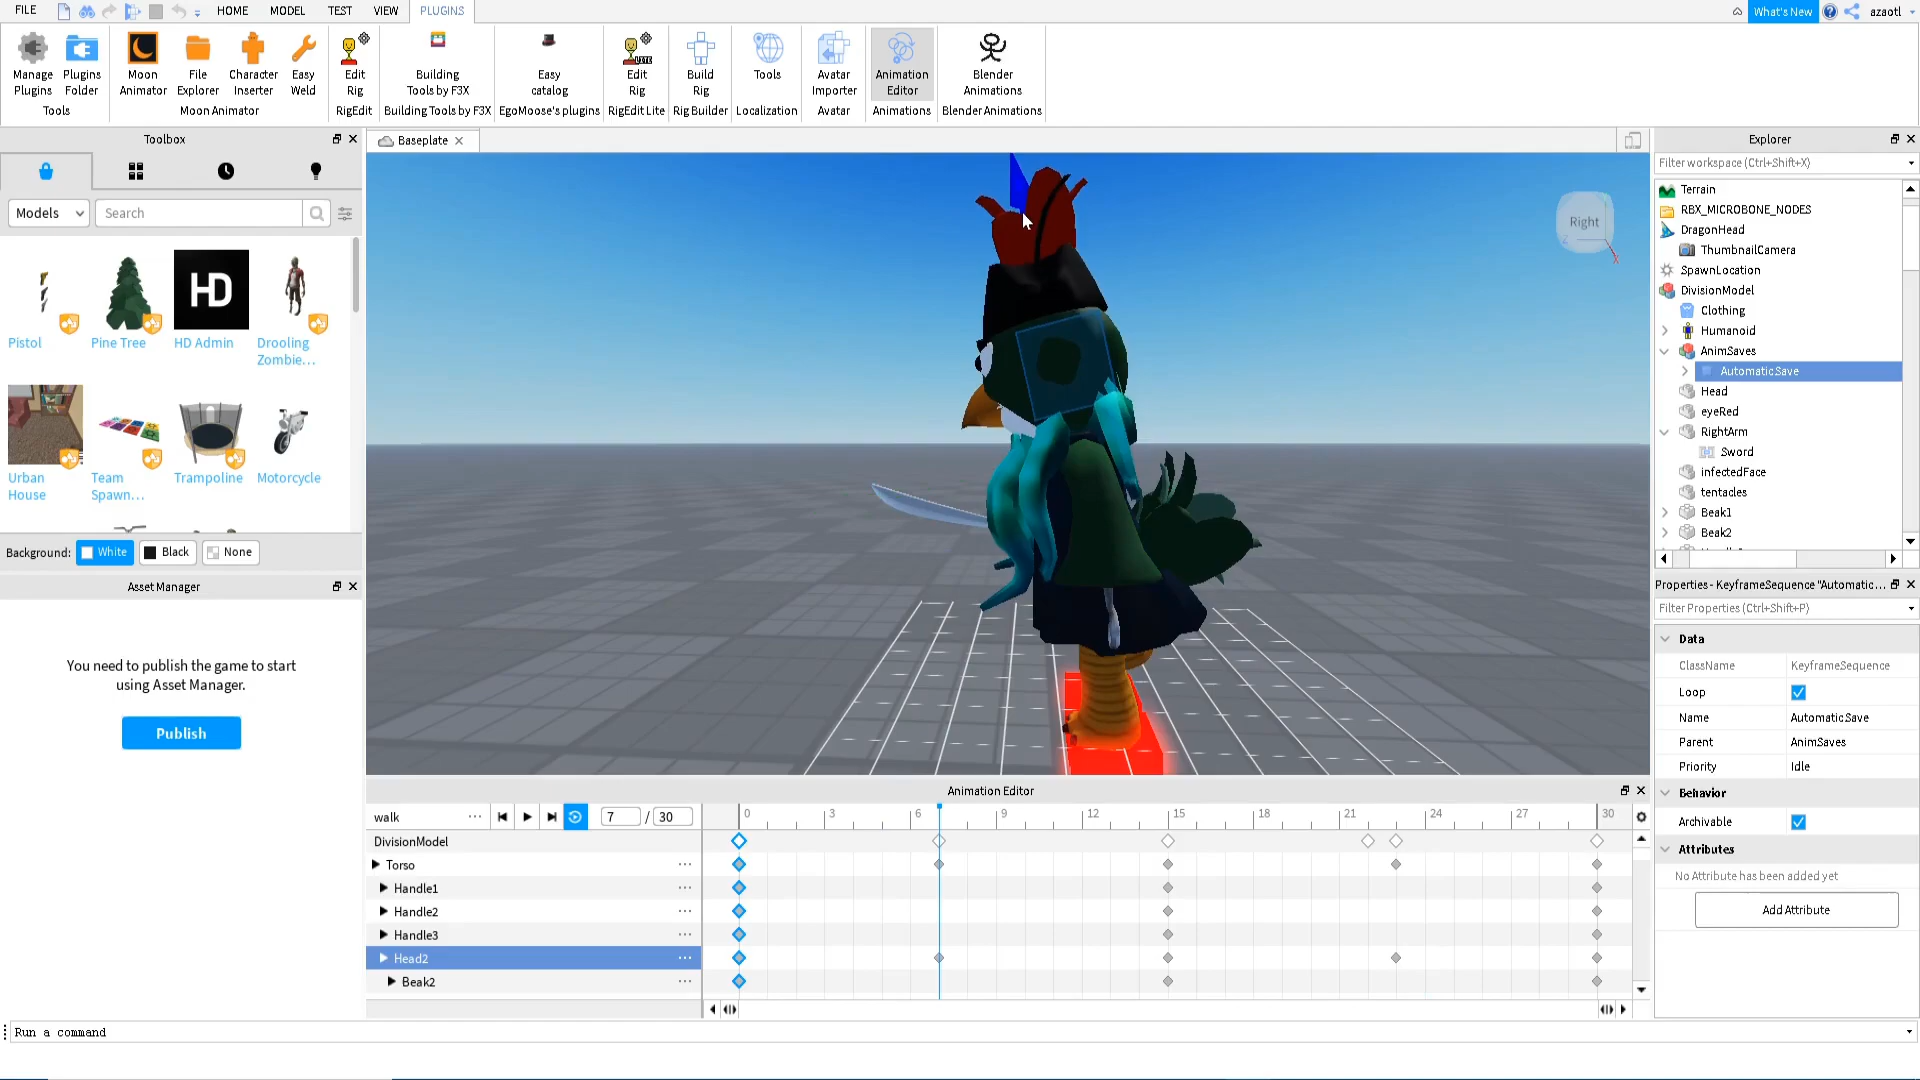 FILE
HOME
MODEL
TEST
VIEW
PLUGINS
What's New
azaotl
Manage Plugins
Plugins Folder
Moon Animator
File Explorer
Character Inserter
Easy Weld
Edit Rig
Building Tools by F3X
Easy catalog
Edit Rig
LITE
Build Rig
Tools
Avatar Importer
Animation Editor
Blender Animations
Tools
Moon Animator
RigEdit
Building Tools by F3X
EgoMoose's plugins
RigEdit Lite
Rig Builder
Localization
Avatar
Animations
Blender Animations
Toolbox
Models
Search
HD
Pistol
Pine Tree
HD Admin
Drooling Zombie...
Urban House
Team Spawn...
Trampoline
Motorcycle
Background:
White
Black
None
Asset Manager
You need to publish the game to start
using Asset Manager.
Publish
Baseplate
Right
X
Explorer
Filter workspace (Ctrl+Shift+X)
Terrain
RBX_MICROBONE_NODES
DragonHead
ThumbnailCamera
SpawnLocation
DivisionModel
Clothing
Humanoid
AnimSaves
Automatic Save
Head
eyeRed
RightArm
Sword
infectedFace
tentacles
Beak1
Beak2
Properties - KeyframeSequence "Automatic...
Filter Properties (Ctrl+Shift+P)
Data
ClassName KeyframeSequence
Loop
Name Automatic Save
Parent AnimSaves
Priority Idle
Behavior
Archivable
Attributes
No Attribute has been added yet
Add Attribute
Animation Editor
walk
7 / 30
0 3 6 9 12 15 18 21 24 27 30
DivisionModel
Torso
Handle1
Handle2
Handle3
Head2
Beak2
Run a command